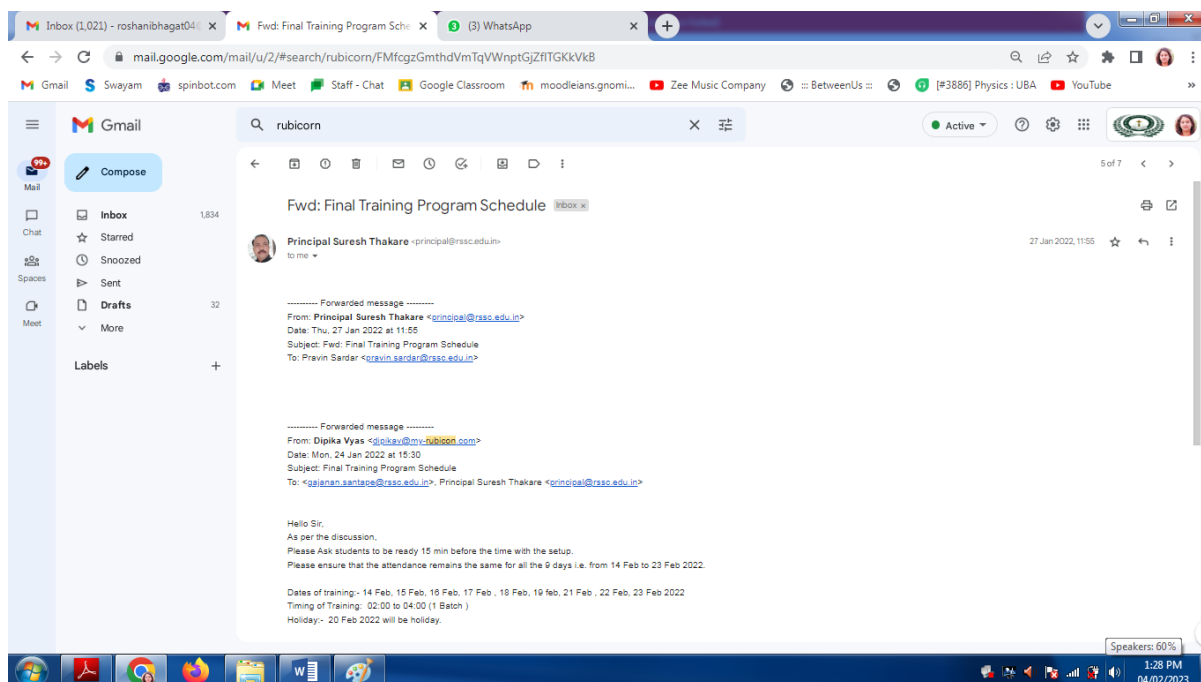 Inbox (1,021) - roshanibhagat04 Fwd: Final Training Program Sche (3) WhatsApp
mail.google.com/mail/u/2/#search/rubicorn/FMfcgzGmthdVmTqVWnptGjZflTGKkVkB
Gmail Swayam spinbot.com Meet Staff - Chat Google Classroom moodleians.gnomi... Zee Music Company ::: BetweenUs ::: [#3886] Physics : UBA YouTube »
Gmail rubicorn Active
99+
Mail Compose 5 of 7
Fwd: Final Training Program Schedule Inbox x
Inbox 1,834
Chat
Starred Principal Suresh Thakare <principal@rssc.edu.in> 27 Jan 2022, 11:55
to me
Snoozed
Spaces
Sent
Drafts 32 ---------- Forwarded message ---------
From: Principal Suresh Thakare <principal@rssc.edu.in>
Meet
More Date: Thu, 27 Jan 2022 at 11:55
Subject: Fwd: Final Training Program Schedule
To: Pravin Sardar <pravin.sardar@rssc.edu.in>
Labels +
---------- Forwarded message ---------
From: Dipika Vyas <dipikav@my-rubicon.com>
Date: Mon, 24 Jan 2022 at 15:30
Subject: Final Training Program Schedule
To: <gajanan.santape@rssc.edu.in>, Principal Suresh Thakare <principal@rssc.edu.in>
Hello Sir,
As per the discussion,
Please Ask students to be ready 15 min before the time with the setup.
Please ensure that the attendance remains the same for all the 9 days i.e. from 14 Feb to 23 Feb 2022.
Dates of training:- 14 Feb, 15 Feb, 16 Feb, 17 Feb , 18 Feb, 19 feb, 21 Feb , 22 Feb, 23 Feb 2022
Timing of Training: 02:00 to 04:00 (1 Batch )
Holiday:- 20 Feb 2022 will be holiday.
Speakers: 60%
1:28 PM
04/02/2023